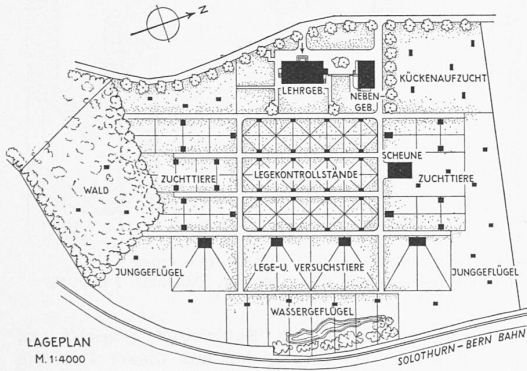 Z
KÜCKENAUFZUCHT
LEHRGEB.
NEBEN-
GEB.
SCHEUNE
WALD
ZUCHTTIERE
LEGEKONTROLLSTÄNDE
ZUCHTTIERE
JUNGGEFLÜGEL
LEGE-U. VERSUCHSTIERE
JUNGGEFLÜGEL
WASSERGEFLÜGEL
LAGEPLAN
M. 1:4000
SOLOTHURN-BERN BAHN